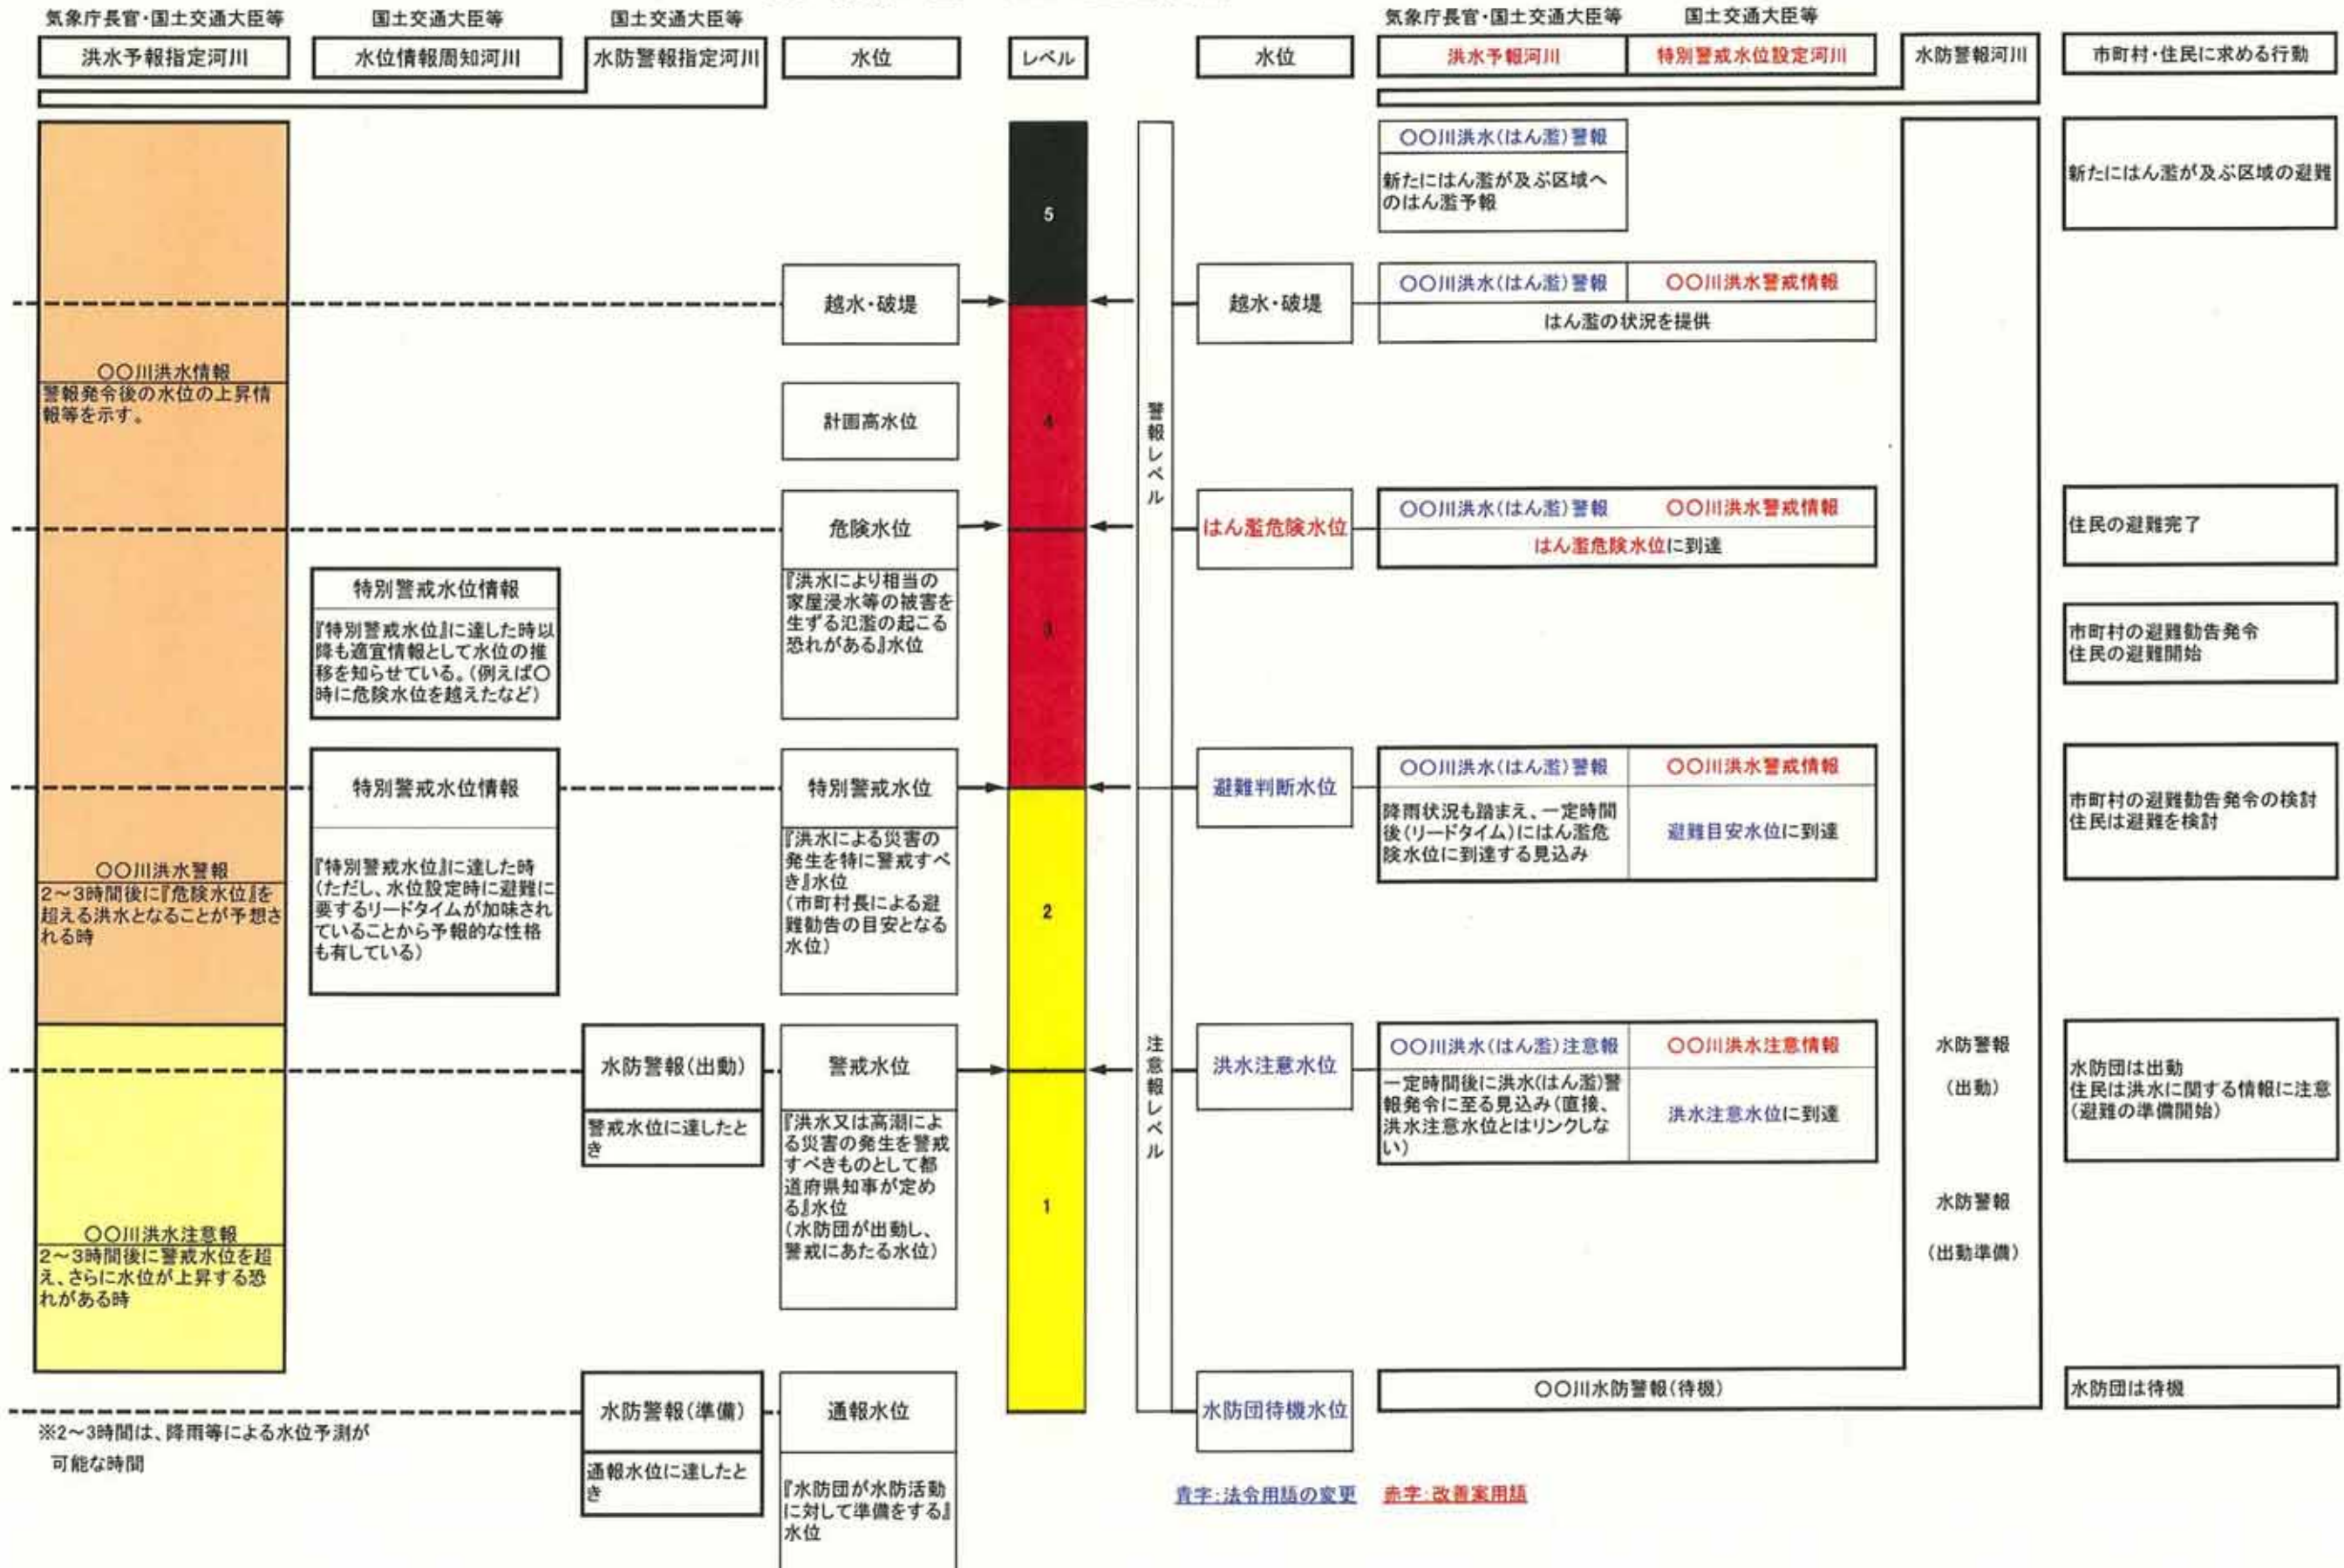 気象庁長官・国土交通大臣等
国土交通大臣等
国土交通大臣等
気象庁長官・国土交通大臣等
国土交通大臣等
洪水予報指定河川
水位情報周知河川
水防警報指定河川
水位
レベル
水位
洪水予報河川
特別警戒水位設定河川
水防警報河川
市町村・住民に求める行動
〇〇川洪水情報
警報発令後の水位の上昇情
報等を示す。
〇〇川洪水警報
2～3時間後に『危険水位』を
超える洪水となることが予想さ
れる時
〇〇川洪水注意報
2～3時間後に警戒水位を超
え、さらに水位が上昇する恐
れがある時
※2～3時間は、降雨等による水位予測が
可能な時間
特別警戒水位情報
『特別警戒水位』に達した時以
降も適宜情報として水位の推
移を知らせている。(例えば〇
時に危険水位を越えたなど)
特別警戒水位情報
『特別警戒水位』に達した時
(ただし、水位設定時に避難に
要するリードタイムが加味され
ていることから予報的な性格
も有している)
水防警報(出動)
警戒水位に達したと
き
水防警報(準備)
通報水位に達したと
き
越水・破堤
計画高水位
危険水位
『洪水により相当の
家屋浸水等の被害を
生ずる氾濫の起こる
恐れがある』水位
特別警戒水位
『洪水による災害の
発生を特に警戒すべ
き』水位
(市町村長による避
難勧告の目安となる
水位)
警戒水位
『洪水又は高潮によ
る災害の発生を警戒
すべきものとして都
道府県知事が定め
る』水位
(水防団が出動し、
警戒にあたる水位)
通報水位
『水防団が水防活動
に対して準備をする』
水位
5
4
3
2
1
警報レベル
注意報レベル
越水・破堤
はん濫危険水位
避難判断水位
洪水注意水位
水防団待機水位
〇〇川洪水(はん濫)警報
新たにはん濫が及ぶ区域へ
のはん濫予報
〇〇川洪水(はん濫)警報
〇〇川洪水警戒情報
はん濫の状況を提供
〇〇川洪水(はん濫)警報
〇〇川洪水警戒情報
はん濫危険水位に到達
〇〇川洪水(はん濫)警報
〇〇川洪水警戒情報
降雨状況も踏まえ、一定時間
後(リードタイム)にはん濫危
険水位に到達する見込み
避難目安水位に到達
〇〇川洪水(はん濫)注意報
〇〇川洪水注意情報
一定時間後に洪水(はん濫)警
報発令に至る見込み(直接、
洪水注意水位とはリンクしな
い)
洪水注意水位に到達
〇〇川水防警報(待機)
水防警報
(出動)
水防警報
(出動準備)
新たにはん濫が及ぶ区域の避難
住民の避難完了
市町村の避難勧告発令
住民の避難開始
市町村の避難勧告発令の検討
住民は避難を検討
水防団は出動
住民は洪水に関する情報に注意
(避難の準備開始)
水防団は待機
青字:法令用語の変更
赤字:改善案用語